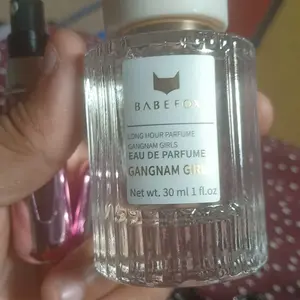 BABEFOX
LONG HOUR PARFUME
GANGNAM GIRLS
EAU DE PARFUME
GANGNAM GIR
Net wt. 30 ml 1 fl.oz